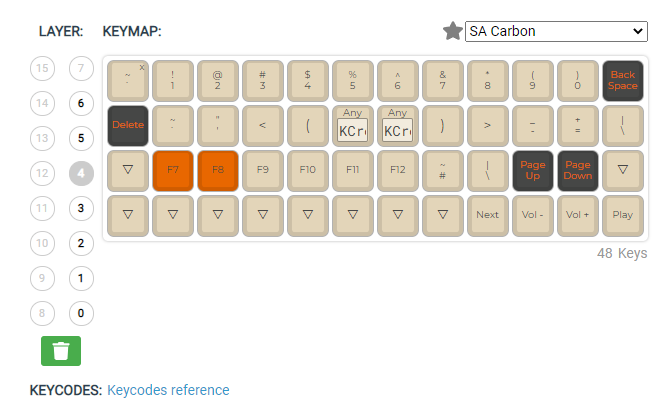 LAYER: KEYMAP: SA Carbon
15 7 ~ ` x ! 1 @ 2 # 3 $ 4 % 5 ^ 6 & 7 * 8 ( 9 ) 0 Back Space
14 6
13 5 Delete ~ ` " ' < ( Any KCr Any KCr ) > _ - + = | \
12 4 ▽ F7 F8 F9 F10 F11 F12 ~ # | \ Page Up Page Down ▽
11 3
10 2 ▽ ▽ ▽ ▽ ▽ ▽ ▽ ▽ Next Vol - Vol + Play
9 1 48 Keys
8 0
KEYCODES: Keycodes reference